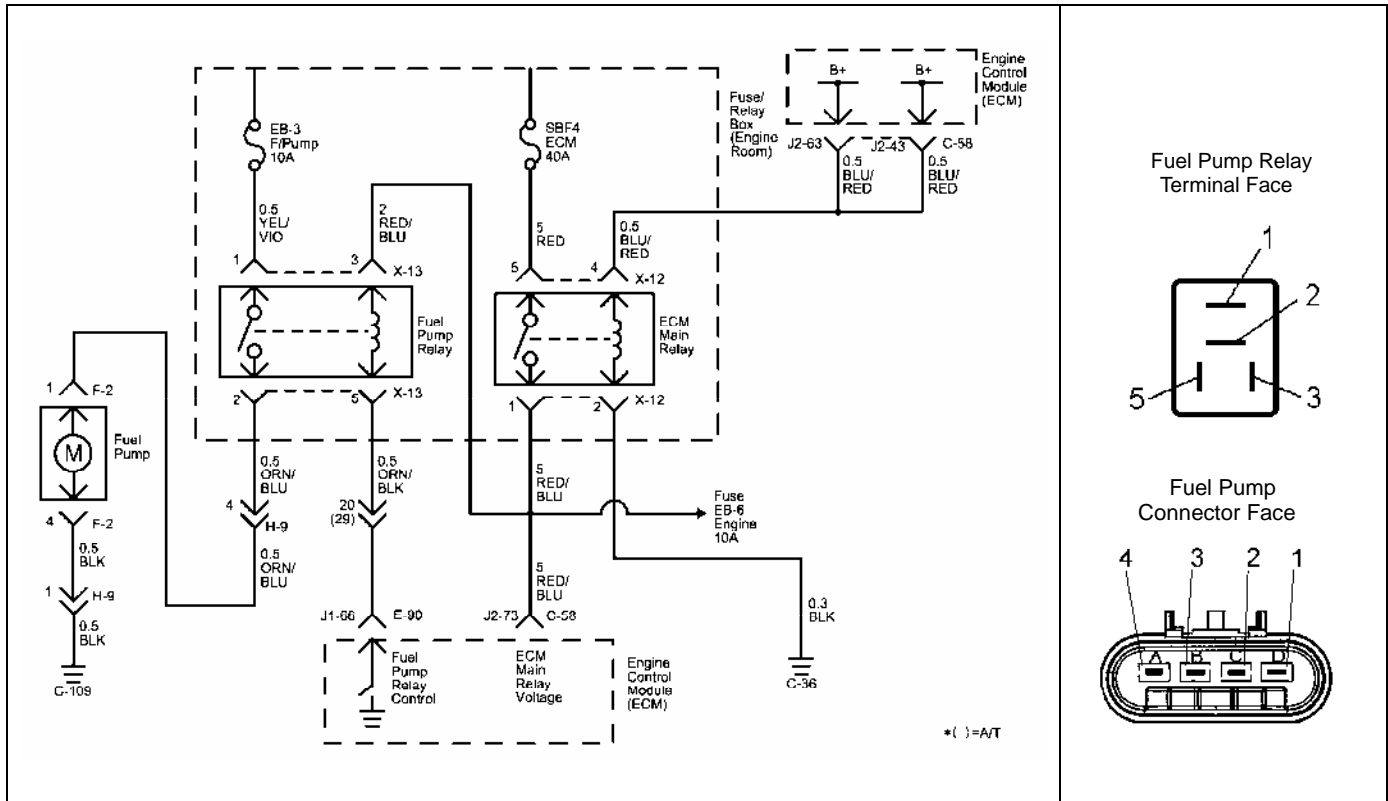 EB-3
F/Pump
10A
0.5
YEL/
VIO
2
RED/
BLU
SBF4
ECM
40A
5
RED
0.5
BLU/
RED
Fuse/
Relay
Box
(Engine
Room)
B+
B+
Engine
Control
Module
(ECM)
J2-63
J2-43
C-58
0.5
BLU/
RED
0.5
BLU/
RED
1
3
X-13
5
4
X-12
Fuel
Pump
Relay
ECM
Main
Relay
2
5
X-13
1
2
X-12
1
F-2
M
Fuel
Pump
4
F-2
0.5
BLK
1
H-9
0.5
BLK
G-109
0.5
ORN/
BLU
4
H-9
0.5
ORN/
BLU
0.5
ORN/
BLK
20
(29)
5
RED/
BLU
5
RED/
BLU
Fuse
EB-6
Engine
10A
0.3
BLK
J1-66
E-90
J2-73
C-58
Fuel
Pump
Relay
Control
ECM
Main
Relay
Voltage
Engine
Control
Module
(ECM)
*( )=A/T
Fuel Pump Relay
Terminal Face
1
2
5
3
Fuel Pump
Connector Face
4 3 2 1
A B C D